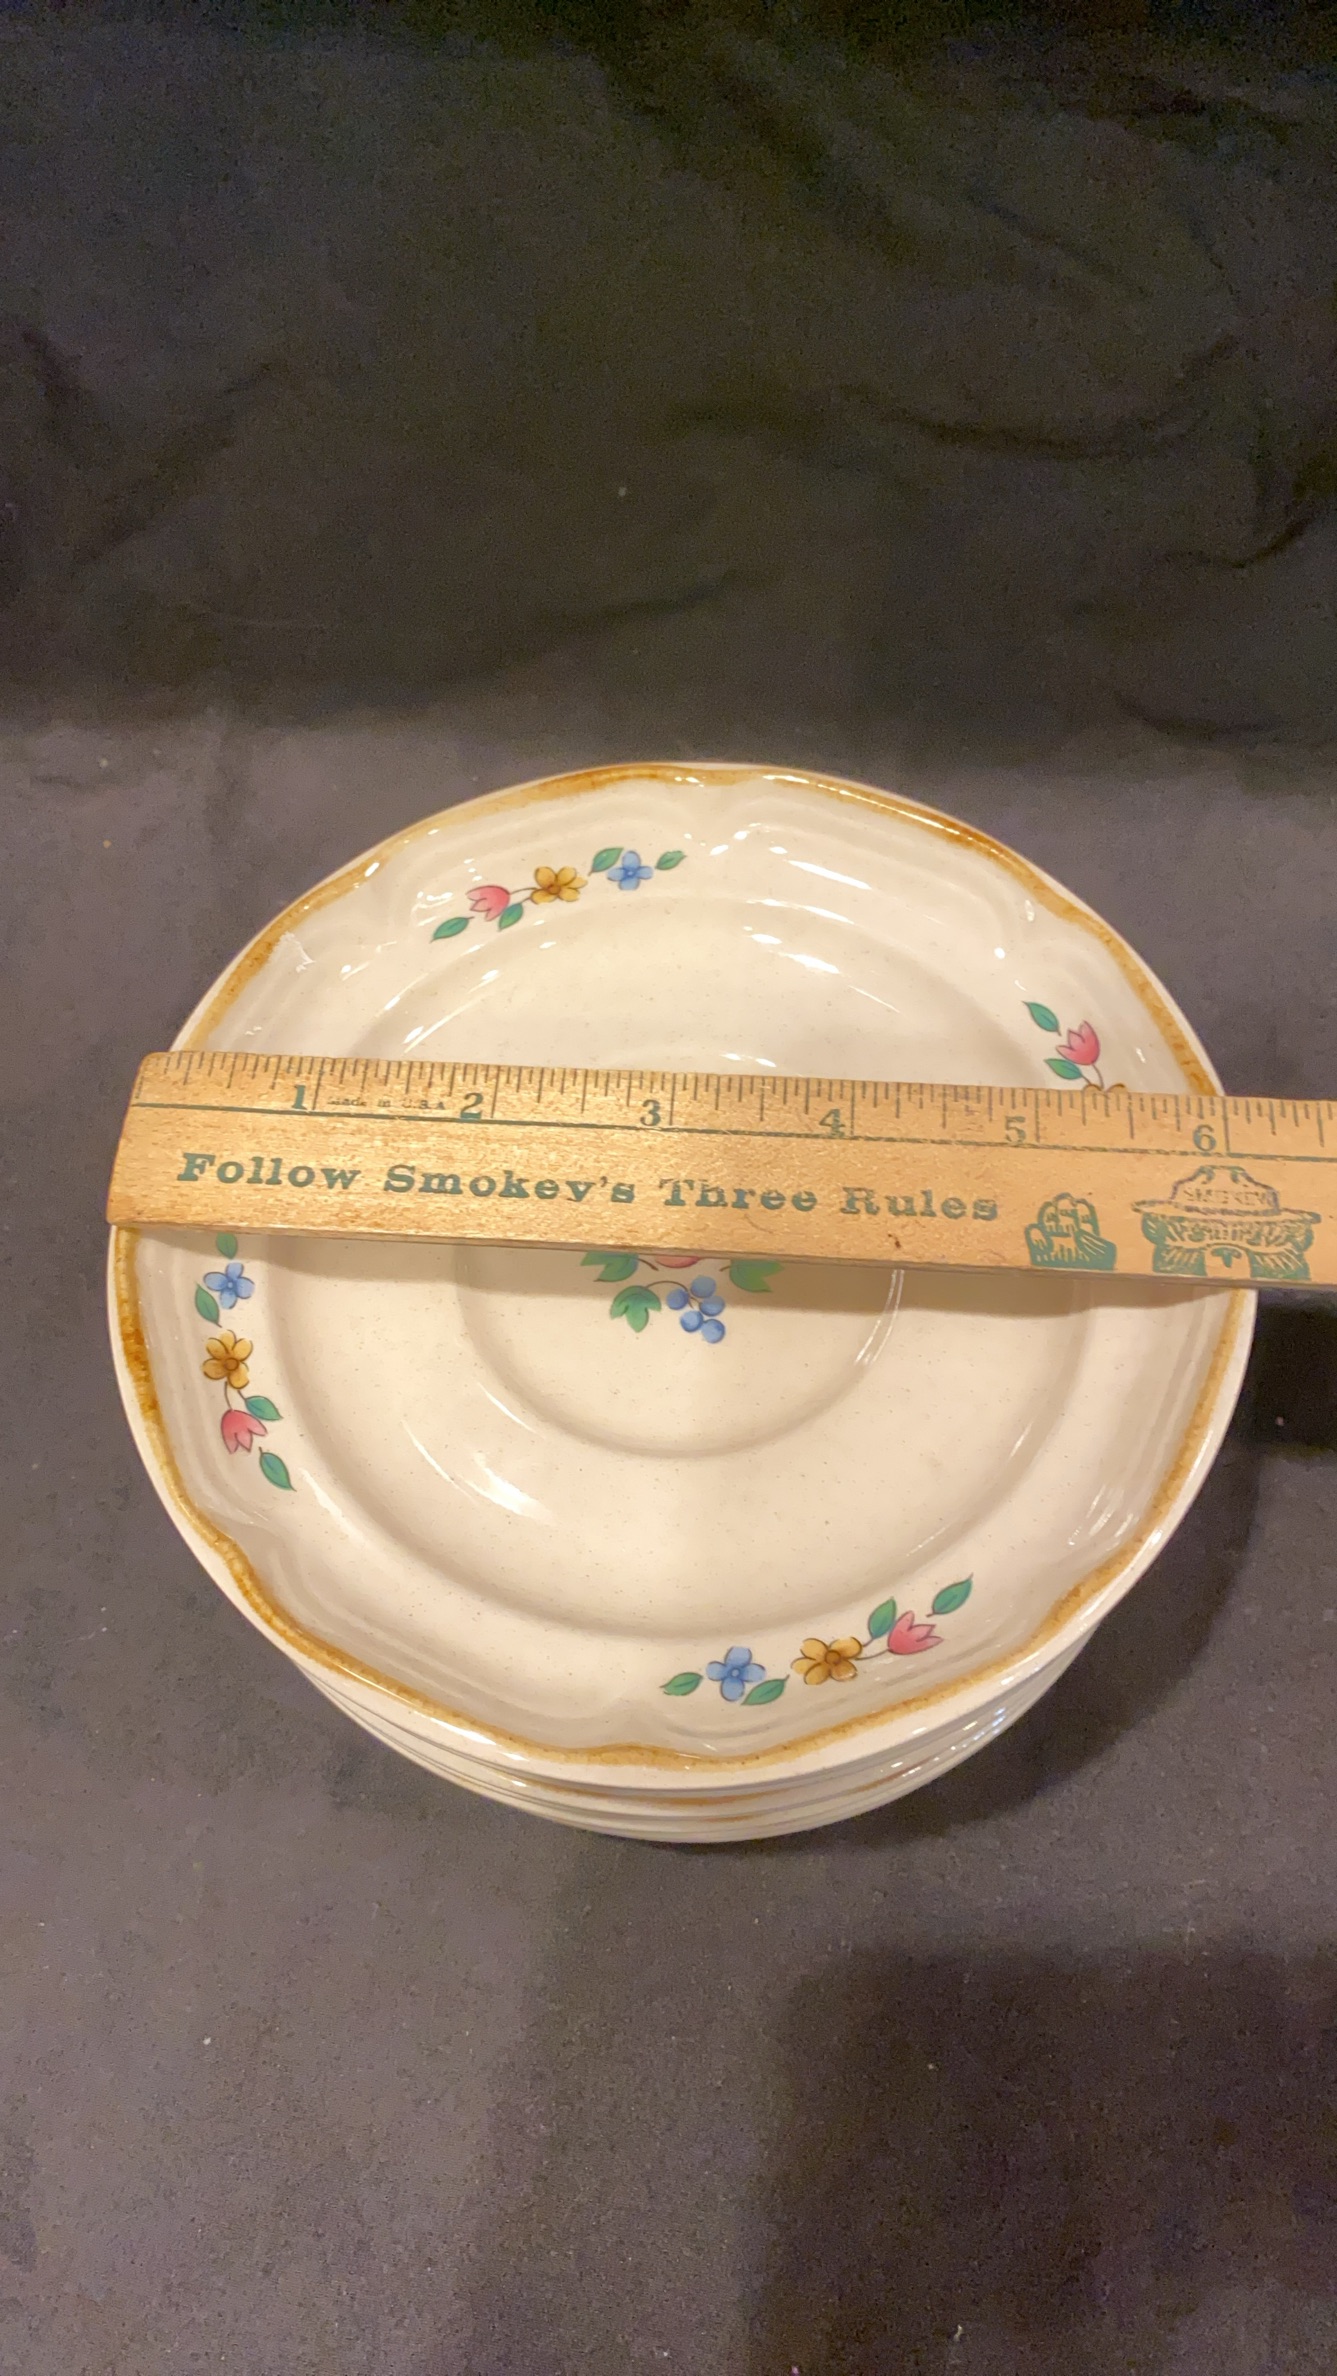 1 2 3 4 5 6
Made in U.S.A
Follow Smokey's Three Rules
SMOKEY